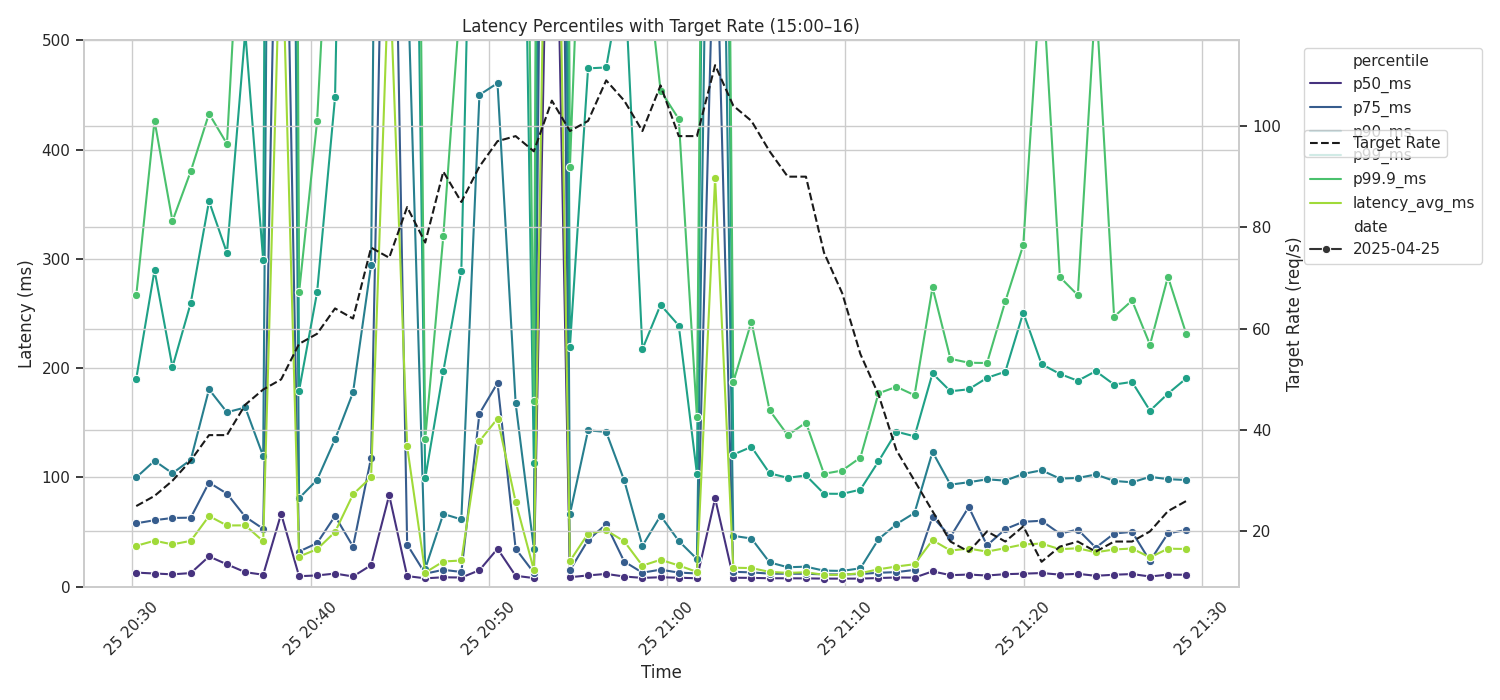 Latency Percentiles with Target Rate (15:00–16)
500
400
300
200
100
0
Latency (ms)
100
80
60
40
20
Target Rate (req/s)
25 20:30
25 20:40
25 20:50
25 21:00
25 21:10
25 21:20
25 21:30
Time
percentile
p50_ms
p75_ms
p90_ms
Target Rate
p99_ms
p99.9_ms
latency_avg_ms
date
2025-04-25